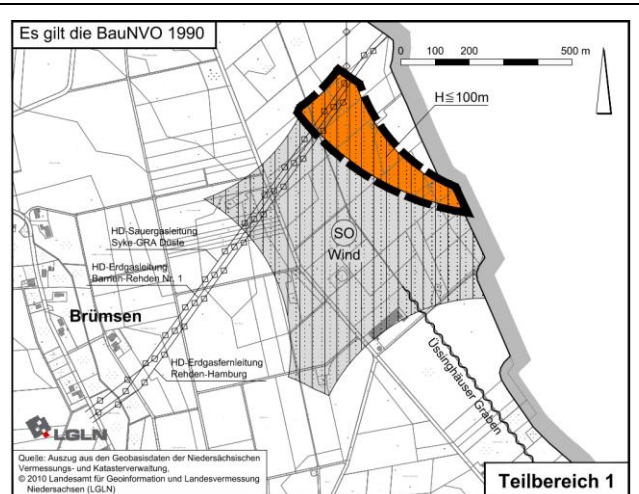 Es gilt die BauNVO 1990
0 100 200 500 m
H≤100m
HD-Sauergasleitung
Syke-GRA Düste
SO
Wind
HD-Erdgasleitung
Barrien-Rehden Nr. 1
Brümsen
HD-Erdgasfernleitung
Rehden-Hamburg
Üssinghäuser Graben
LGLN
Quelle: Auszug aus den Geobasisdaten der Niedersächsischen
Vermessungs- und Katasterverwaltung,
© 2010 Landesamt für Geoinformation und Landesvermessung
Niedersachsen (LGLN)
Teilbereich 1